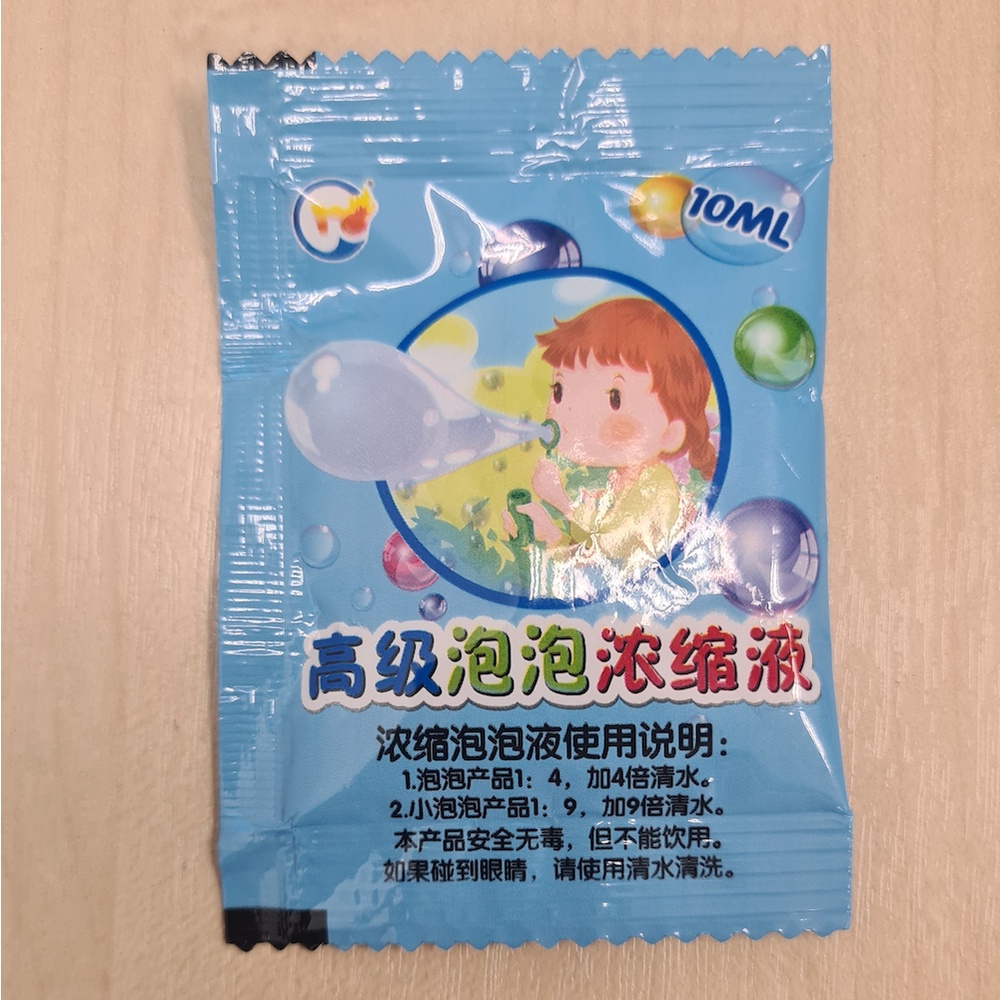 10ML
高级泡泡浓缩液
浓缩泡泡液使用说明：
1.泡泡产品1：4，加4倍清水。
2.小泡泡产品1：9，加9倍清水。
本产品安全无毒，但不能饮用。
如果碰到眼睛，请使用清水清洗。